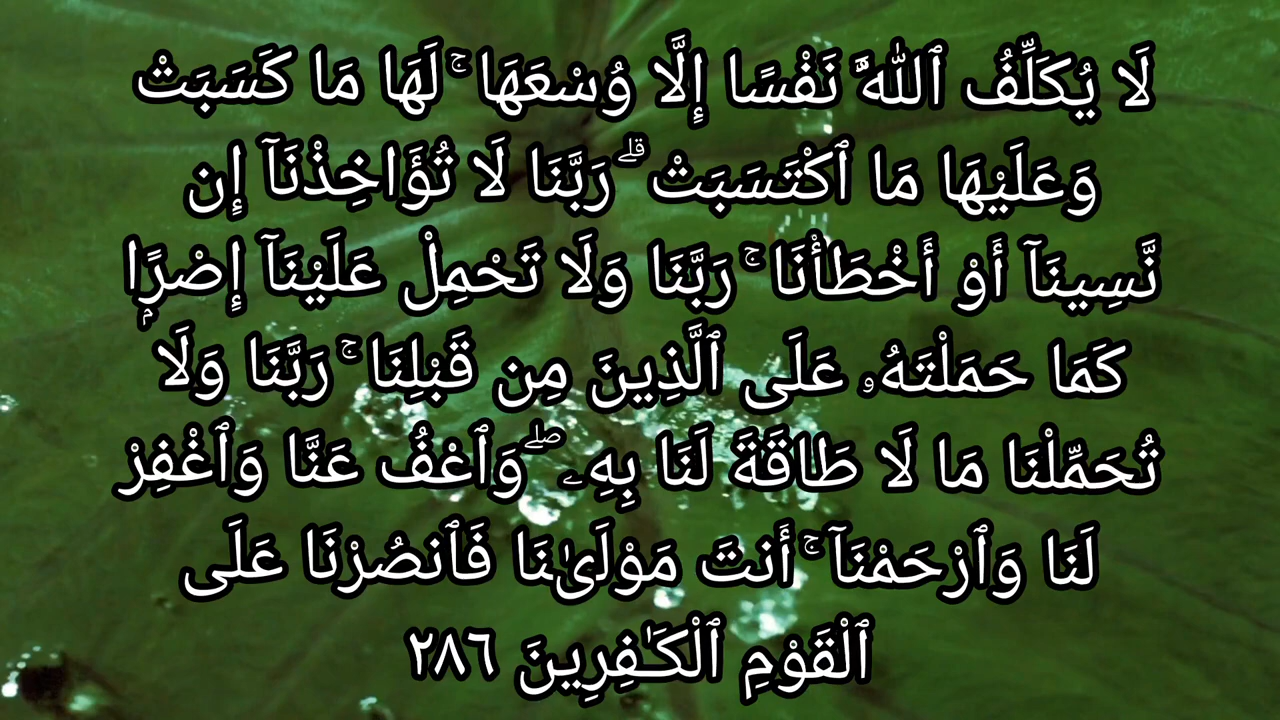 لَا يُكَلِّفُ ٱللَّهُ نَفْسًا إِلَّا وُسْعَهَا ۚ لَهَا مَا كَسَبَتْ
وَعَلَيْهَا مَا ٱكْتَسَبَتْ ۗ رَبَّنَا لَا تُؤَاخِذْنَآ إِن
نَّسِينَآ أَوْ أَخْطَأْنَا ۚ رَبَّنَا وَلَا تَحْمِلْ عَلَيْنَآ إِصْرًۭا
كَمَا حَمَلْتَهُۥ عَلَى ٱلَّذِينَ مِن قَبْلِنَا ۚ رَبَّنَا وَلَا
تُحَمِّلْنَا مَا لَا طَاقَةَ لَنَا بِهِۦ ۖ وَٱعْفُ عَنَّا وَٱغْفِرْ
لَنَا وَٱرْحَمْنَآ ۚ أَنتَ مَوْلَىٰنَا فَٱنصُرْنَا عَلَى
ٱلْقَوْمِ ٱلْكَـٰفِرِينَ ٢٨٦